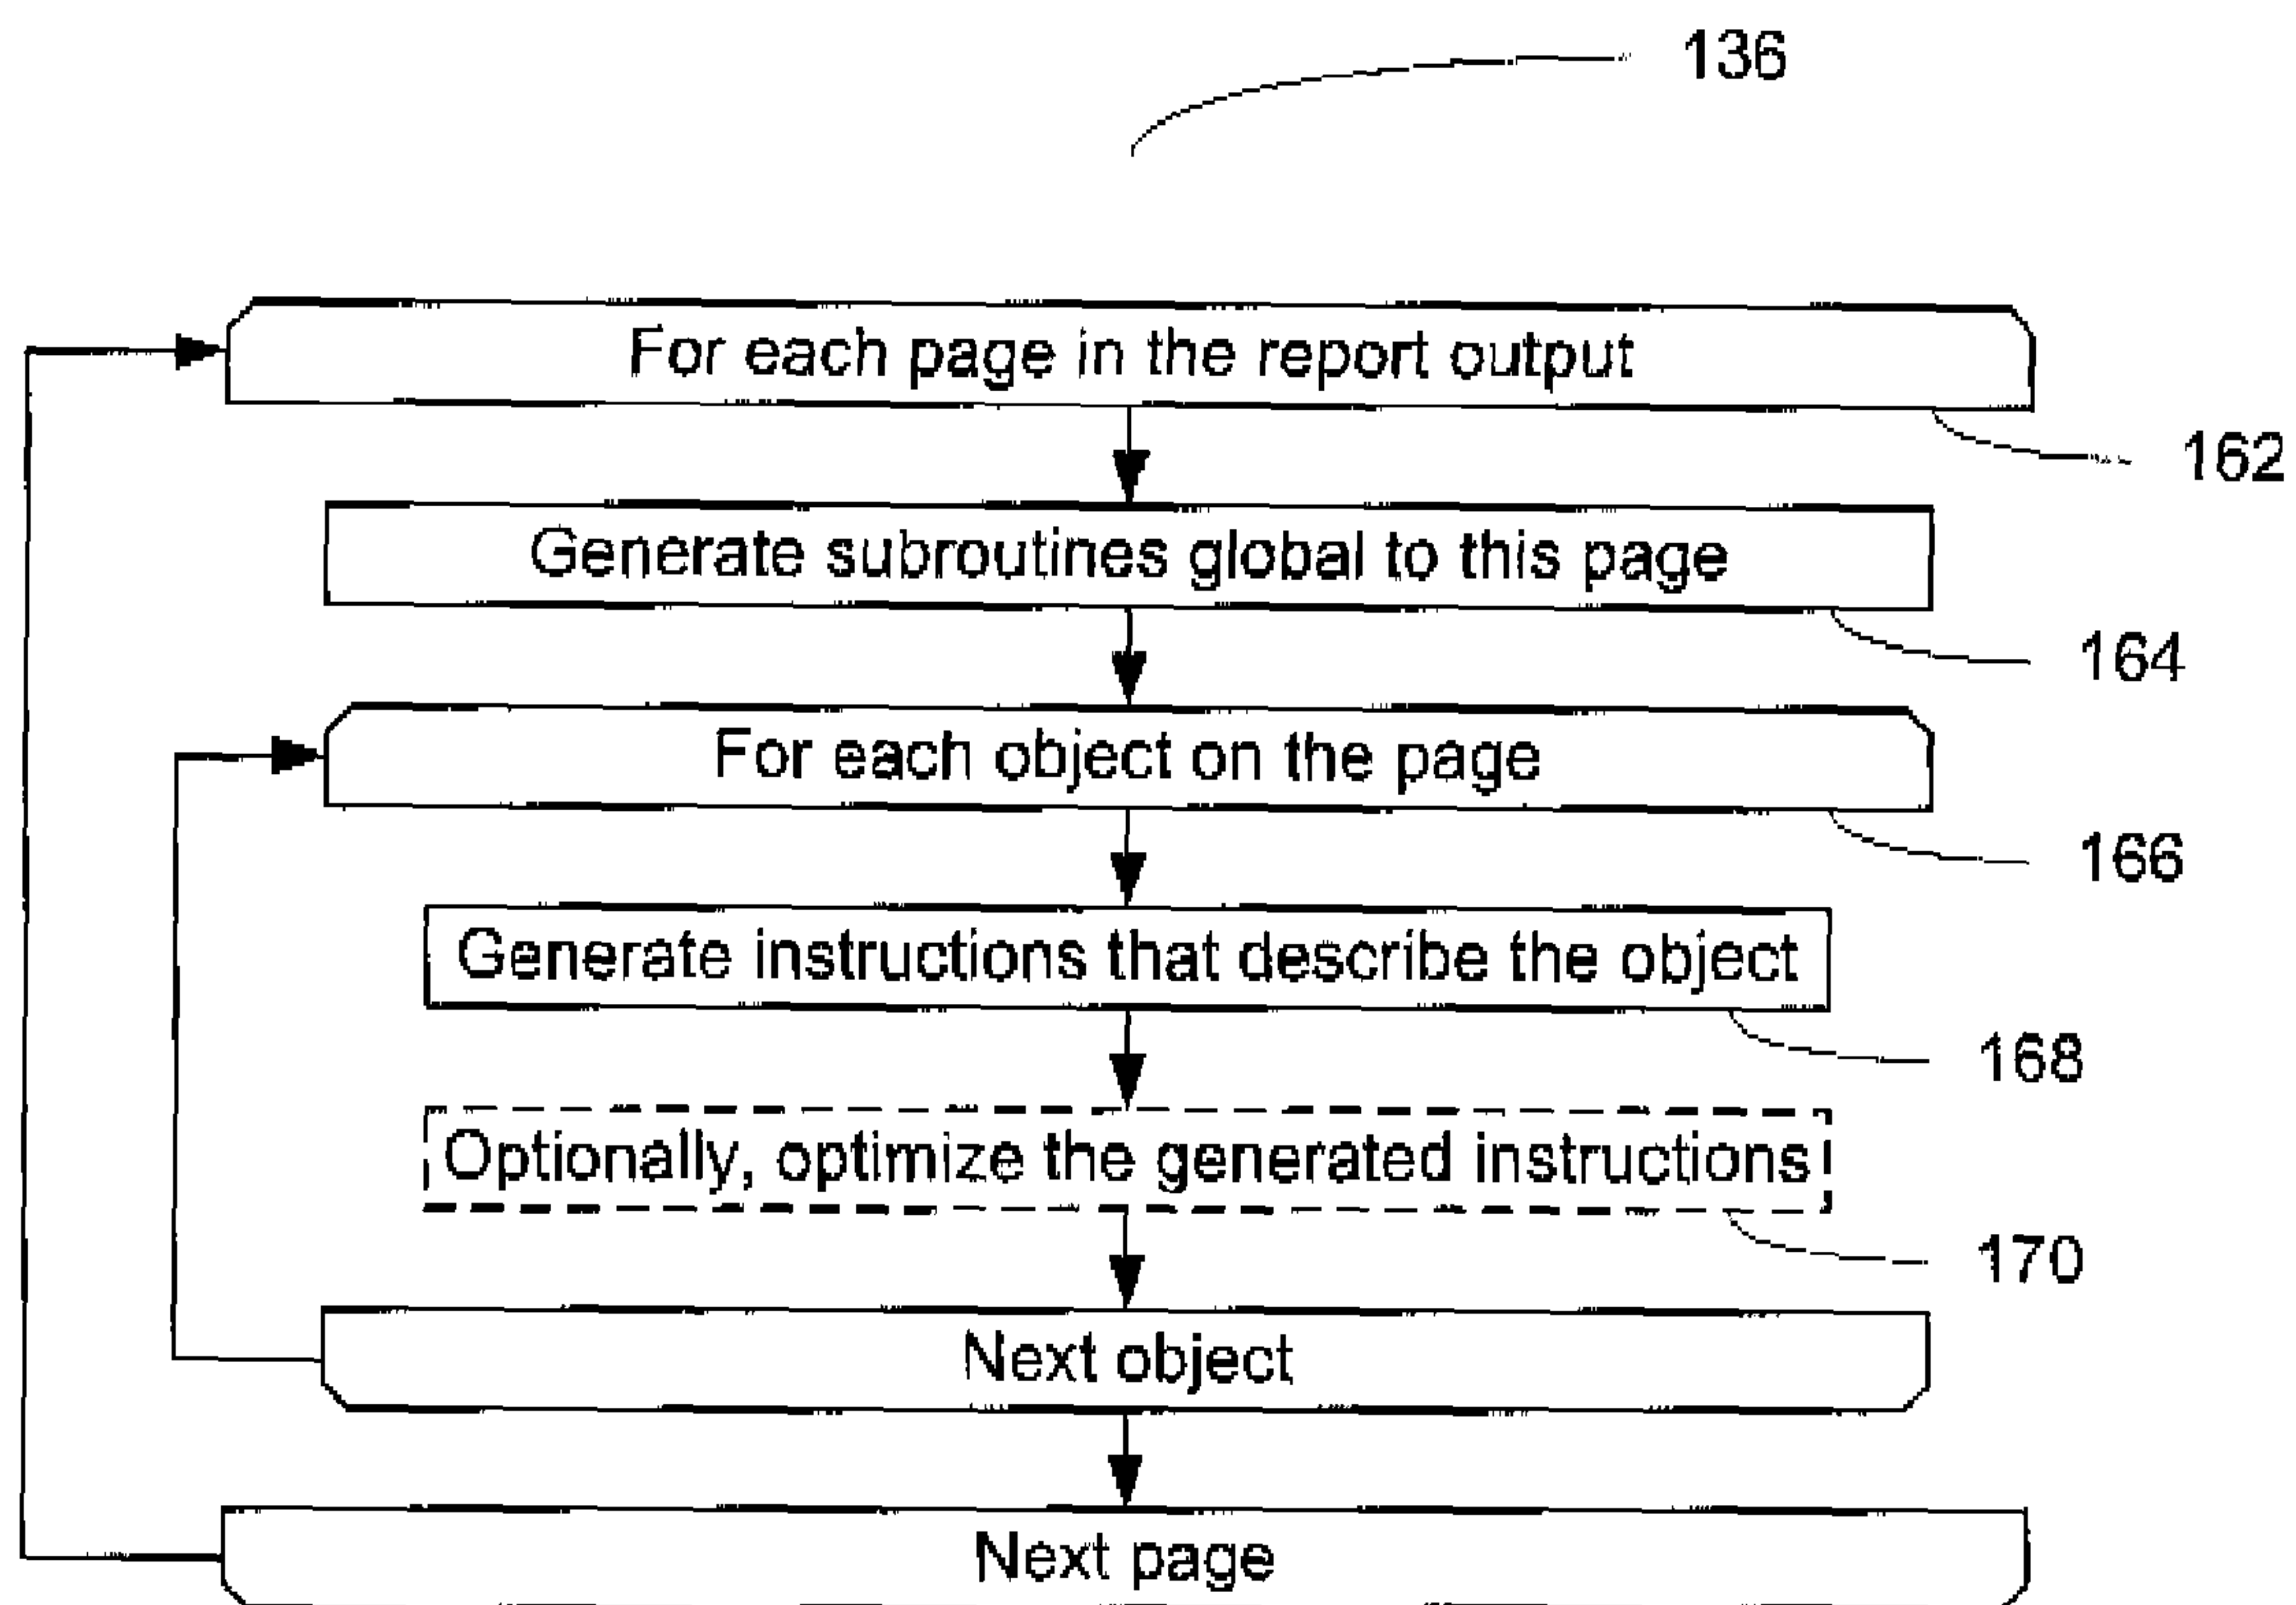 136
For each page in the report output
162
Generate subroutines global to this page
164
For each object on the page
166
Generate instructions that describe the object
168
Optionally, optimize the generated instructions
170
Next object
Next page